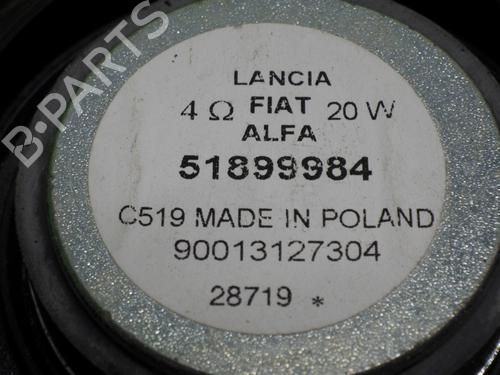 LANCIA
4 Ω FIAT 20 W
ALFA
51899984
C519 MADE IN POLAND
90013127304
28719 *
B-PARTS